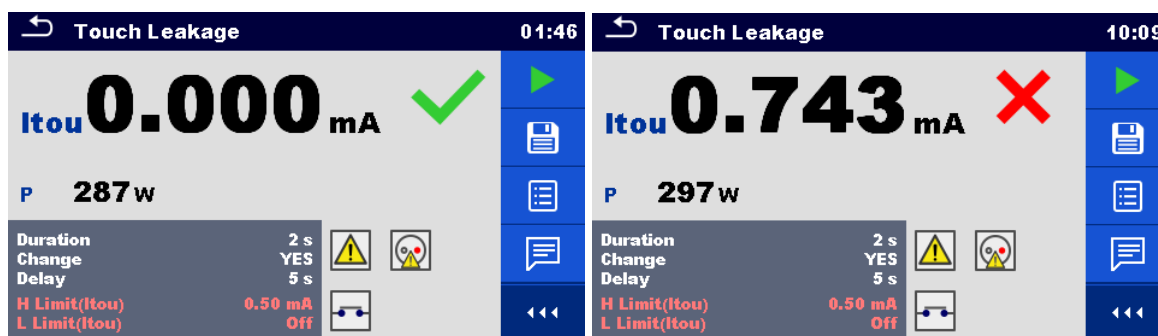 Touch Leakage 01:46
Itou 0.000 mA
P 287 W
Duration 2 s
Change YES
Delay 5 s
H Limit(Itou) 0.50 mA
L Limit(Itou) Off
Touch Leakage 10:09
Itou 0.743 mA
P 297 W
Duration 2 s
Change YES
Delay 5 s
H Limit(Itou) 0.50 mA
L Limit(Itou) Off